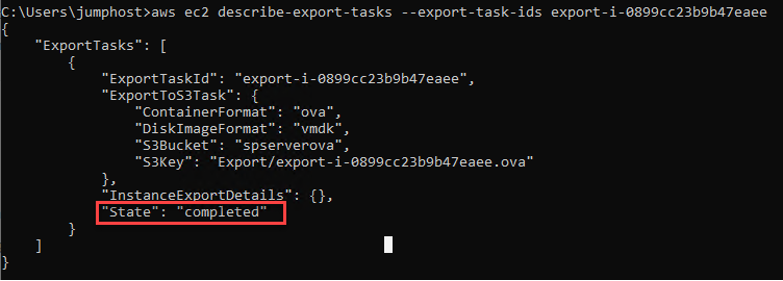 C:\Users\jumphost>aws ec2 describe-export-tasks --export-task-ids export-i-0899cc23b9b47eaee
{
    "ExportTasks": [
        {
            "ExportTaskId": "export-i-0899cc23b9b47eaee",
            "ExportToS3Task": {
                "ContainerFormat": "ova",
                "DiskImageFormat": "vmdk",
                "S3Bucket": "spserverova",
                "S3Key": "Export/export-i-0899cc23b9b47eaee.ova"
            },
            "InstanceExportDetails": {},
            "State": "completed"
        }
    ]
}